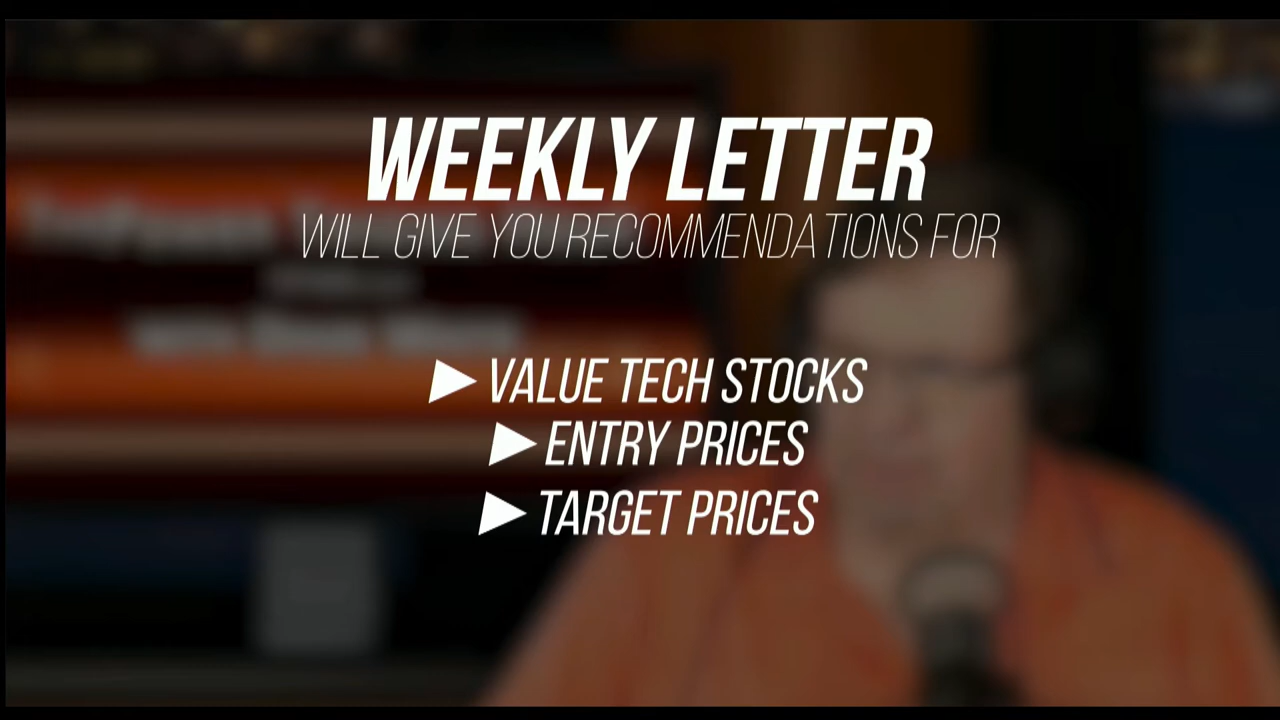 WEEKLY LETTER
WILL GIVE YOU RECOMMENDATIONS FOR
▶ VALUE TECH STOCKS
▶ ENTRY PRICES
▶ TARGET PRICES